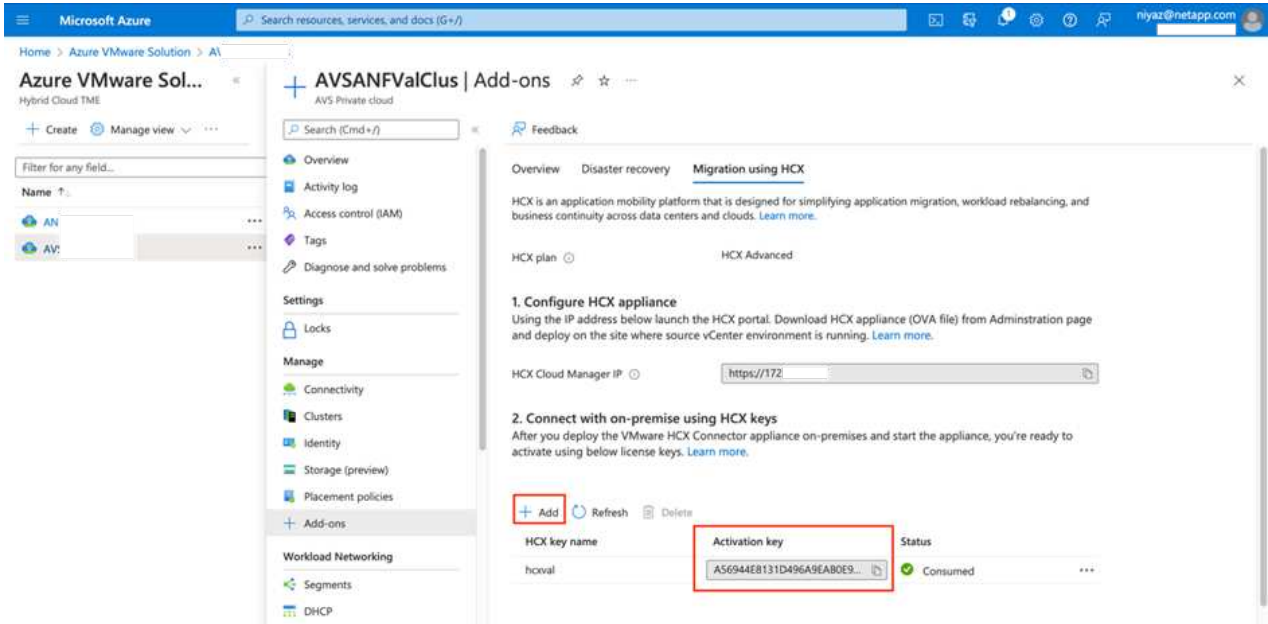 Microsoft Azure
Search resources, services, and docs (G+/)
1
niyaz@netapp.com
Home > Azure VMware Solution >
Azure VMware Sol...
«
Hybrid Cloud TME
+ Create
Manage view
...
Filter for any field...
Name ↑
AN
...
AVS
...
AVSANFValClus | Add-ons
...
AVS Private cloud
Search (Cmd+/)
«
Overview
Activity log
Access control (IAM)
Tags
Diagnose and solve problems
Settings
Locks
Manage
Connectivity
Clusters
Identity
Storage (preview)
Placement policies
Add-ons
Workload Networking
Segments
DHCP
Feedback
Overview Disaster recovery Migration using HCX
HCX is an application mobility platform that is designed for simplifying application migration, workload rebalancing, and
business continuity across data centers and clouds. Learn more.
HCX plan
HCX Advanced
1. Configure HCX appliance
Using the IP address below launch the HCX portal. Download HCX appliance (OVA file) from Adminstration page
and deploy on the site where source vCenter environment is running. Learn more.
HCX Cloud Manager IP
https://172
2. Connect with on-premise using HCX keys
After you deploy the VMware HCX Connector appliance on-premises and start the appliance, you're ready to
activate using below license keys. Learn more.
+ Add Refresh Delete
HCX key name Activation key Status
hcxval A56944E8131D496A9EAB0E9... Consumed ...